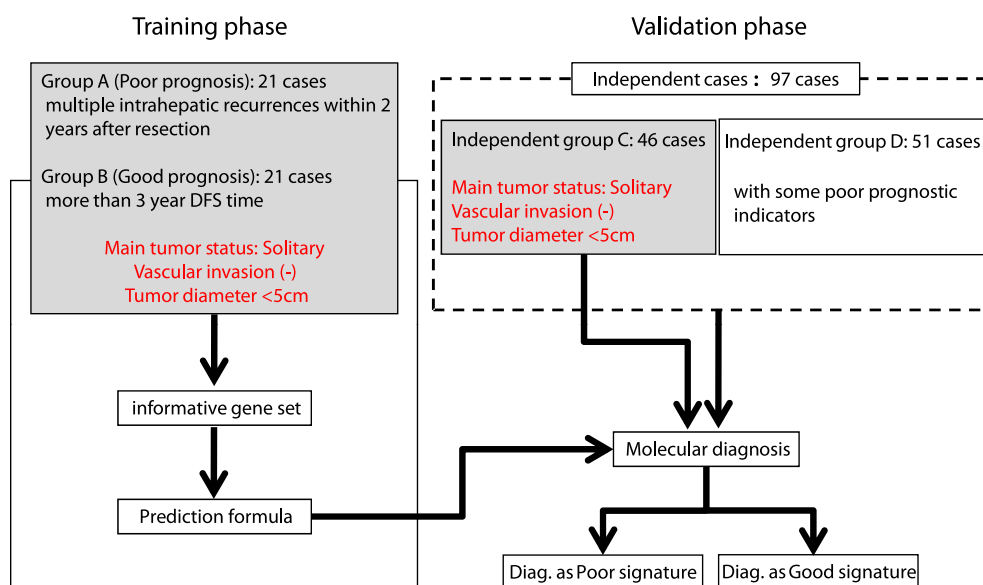 Training phase
Group A (Poor prognosis): 21 cases
multiple intrahepatic recurrences within 2
years after resection
Group B (Good prognosis): 21 cases
more than 3 year DFS time
Main tumor status: Solitary
Vascular invasion (-)
Tumor diameter <5cm
informative gene set
Prediction formula
Validation phase
Independent cases : 97 cases
Independent group C: 46 cases
Main tumor status: Solitary
Vascular invasion (-)
Tumor diameter <5cm
Independent group D: 51 cases
with some poor prognostic
indicators
Molecular diagnosis
Diag. as Poor signature
Diag. as Good signature